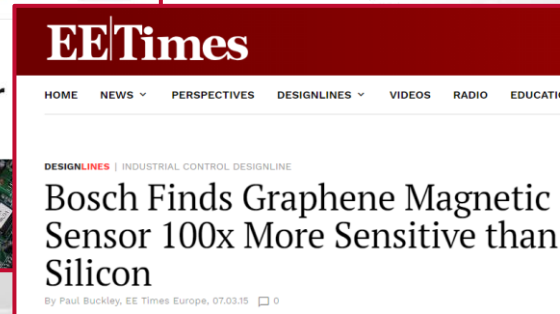 EE|Times
HOME NEWS PERSPECTIVES DESIGNLINES VIDEOS RADIO
DESIGNLINES | INDUSTRIAL CONTROL DESIGNLINE
Bosch Finds Graphene Magnetic
Sensor 100x More Sensitive than
Silicon
By Paul Buckley, EE Times Europe, 07.03.15 0